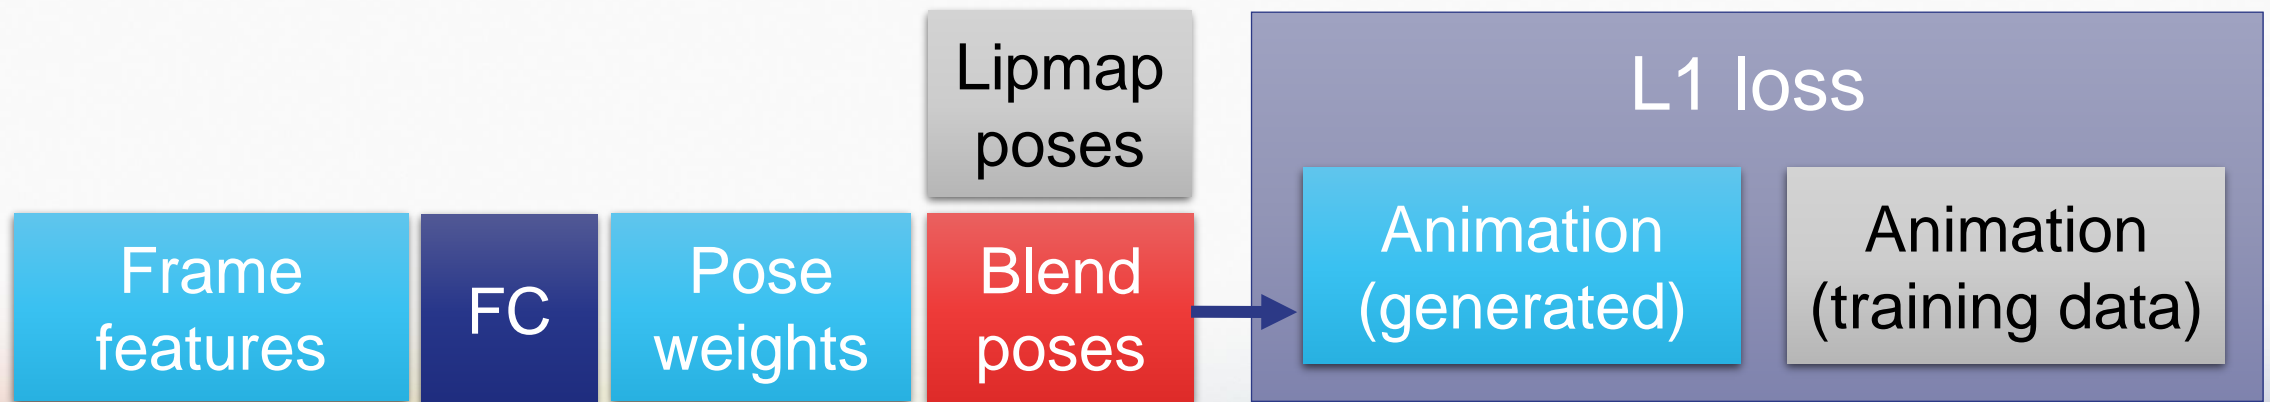 Lipmap
poses
L1 loss
Frame
features
FC
Pose
weights
Blend
poses
Animation
(generated)
Animation
(training data)